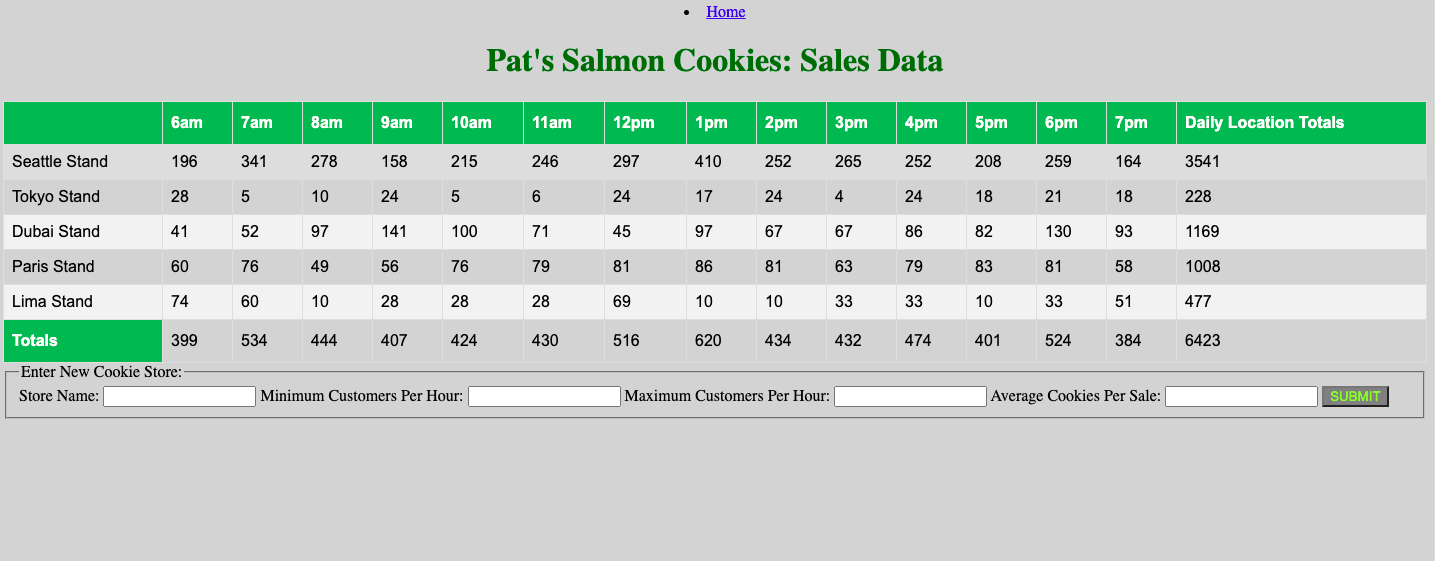 Home
Pat's Salmon Cookies: Sales Data
6am 7am 8am 9am 10am 11am 12pm 1pm 2pm 3pm 4pm 5pm 6pm 7pm Daily Location Totals
Seattle Stand 196 341 278 158 215 246 297 410 252 265 252 208 259 164 3541
Tokyo Stand 28 5 10 24 5 6 24 17 24 4 24 18 21 18 228
Dubai Stand 41 52 97 141 100 71 45 97 67 67 86 82 130 93 1169
Paris Stand 60 76 49 56 76 79 81 86 81 63 79 83 81 58 1008
Lima Stand 74 60 10 28 28 28 69 10 10 33 33 10 33 51 477
Totals 399 534 444 407 424 430 516 620 434 432 474 401 524 384 6423
Enter New Cookie Store:
Store Name: Minimum Customers Per Hour: Maximum Customers Per Hour: Average Cookies Per Sale: SUBMIT